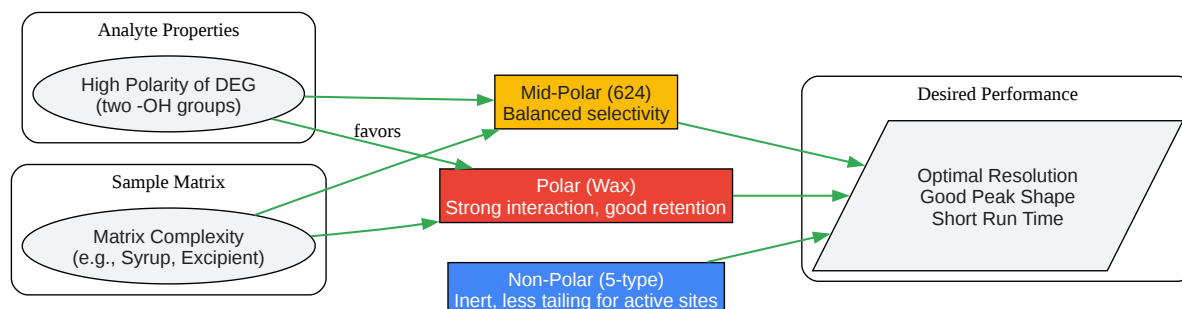 Analyte Properties
High Polarity of DEG
(two -OH groups)
favors
Sample Matrix
Matrix Complexity
(e.g., Syrup, Excipient)
Mid-Polar (624)
Balanced selectivity
Polar (Wax)
Strong interaction, good retention
Non-Polar (5-type)
Inert, less tailing for active sites
Desired Performance
Optimal Resolution
Good Peak Shape
Short Run Time